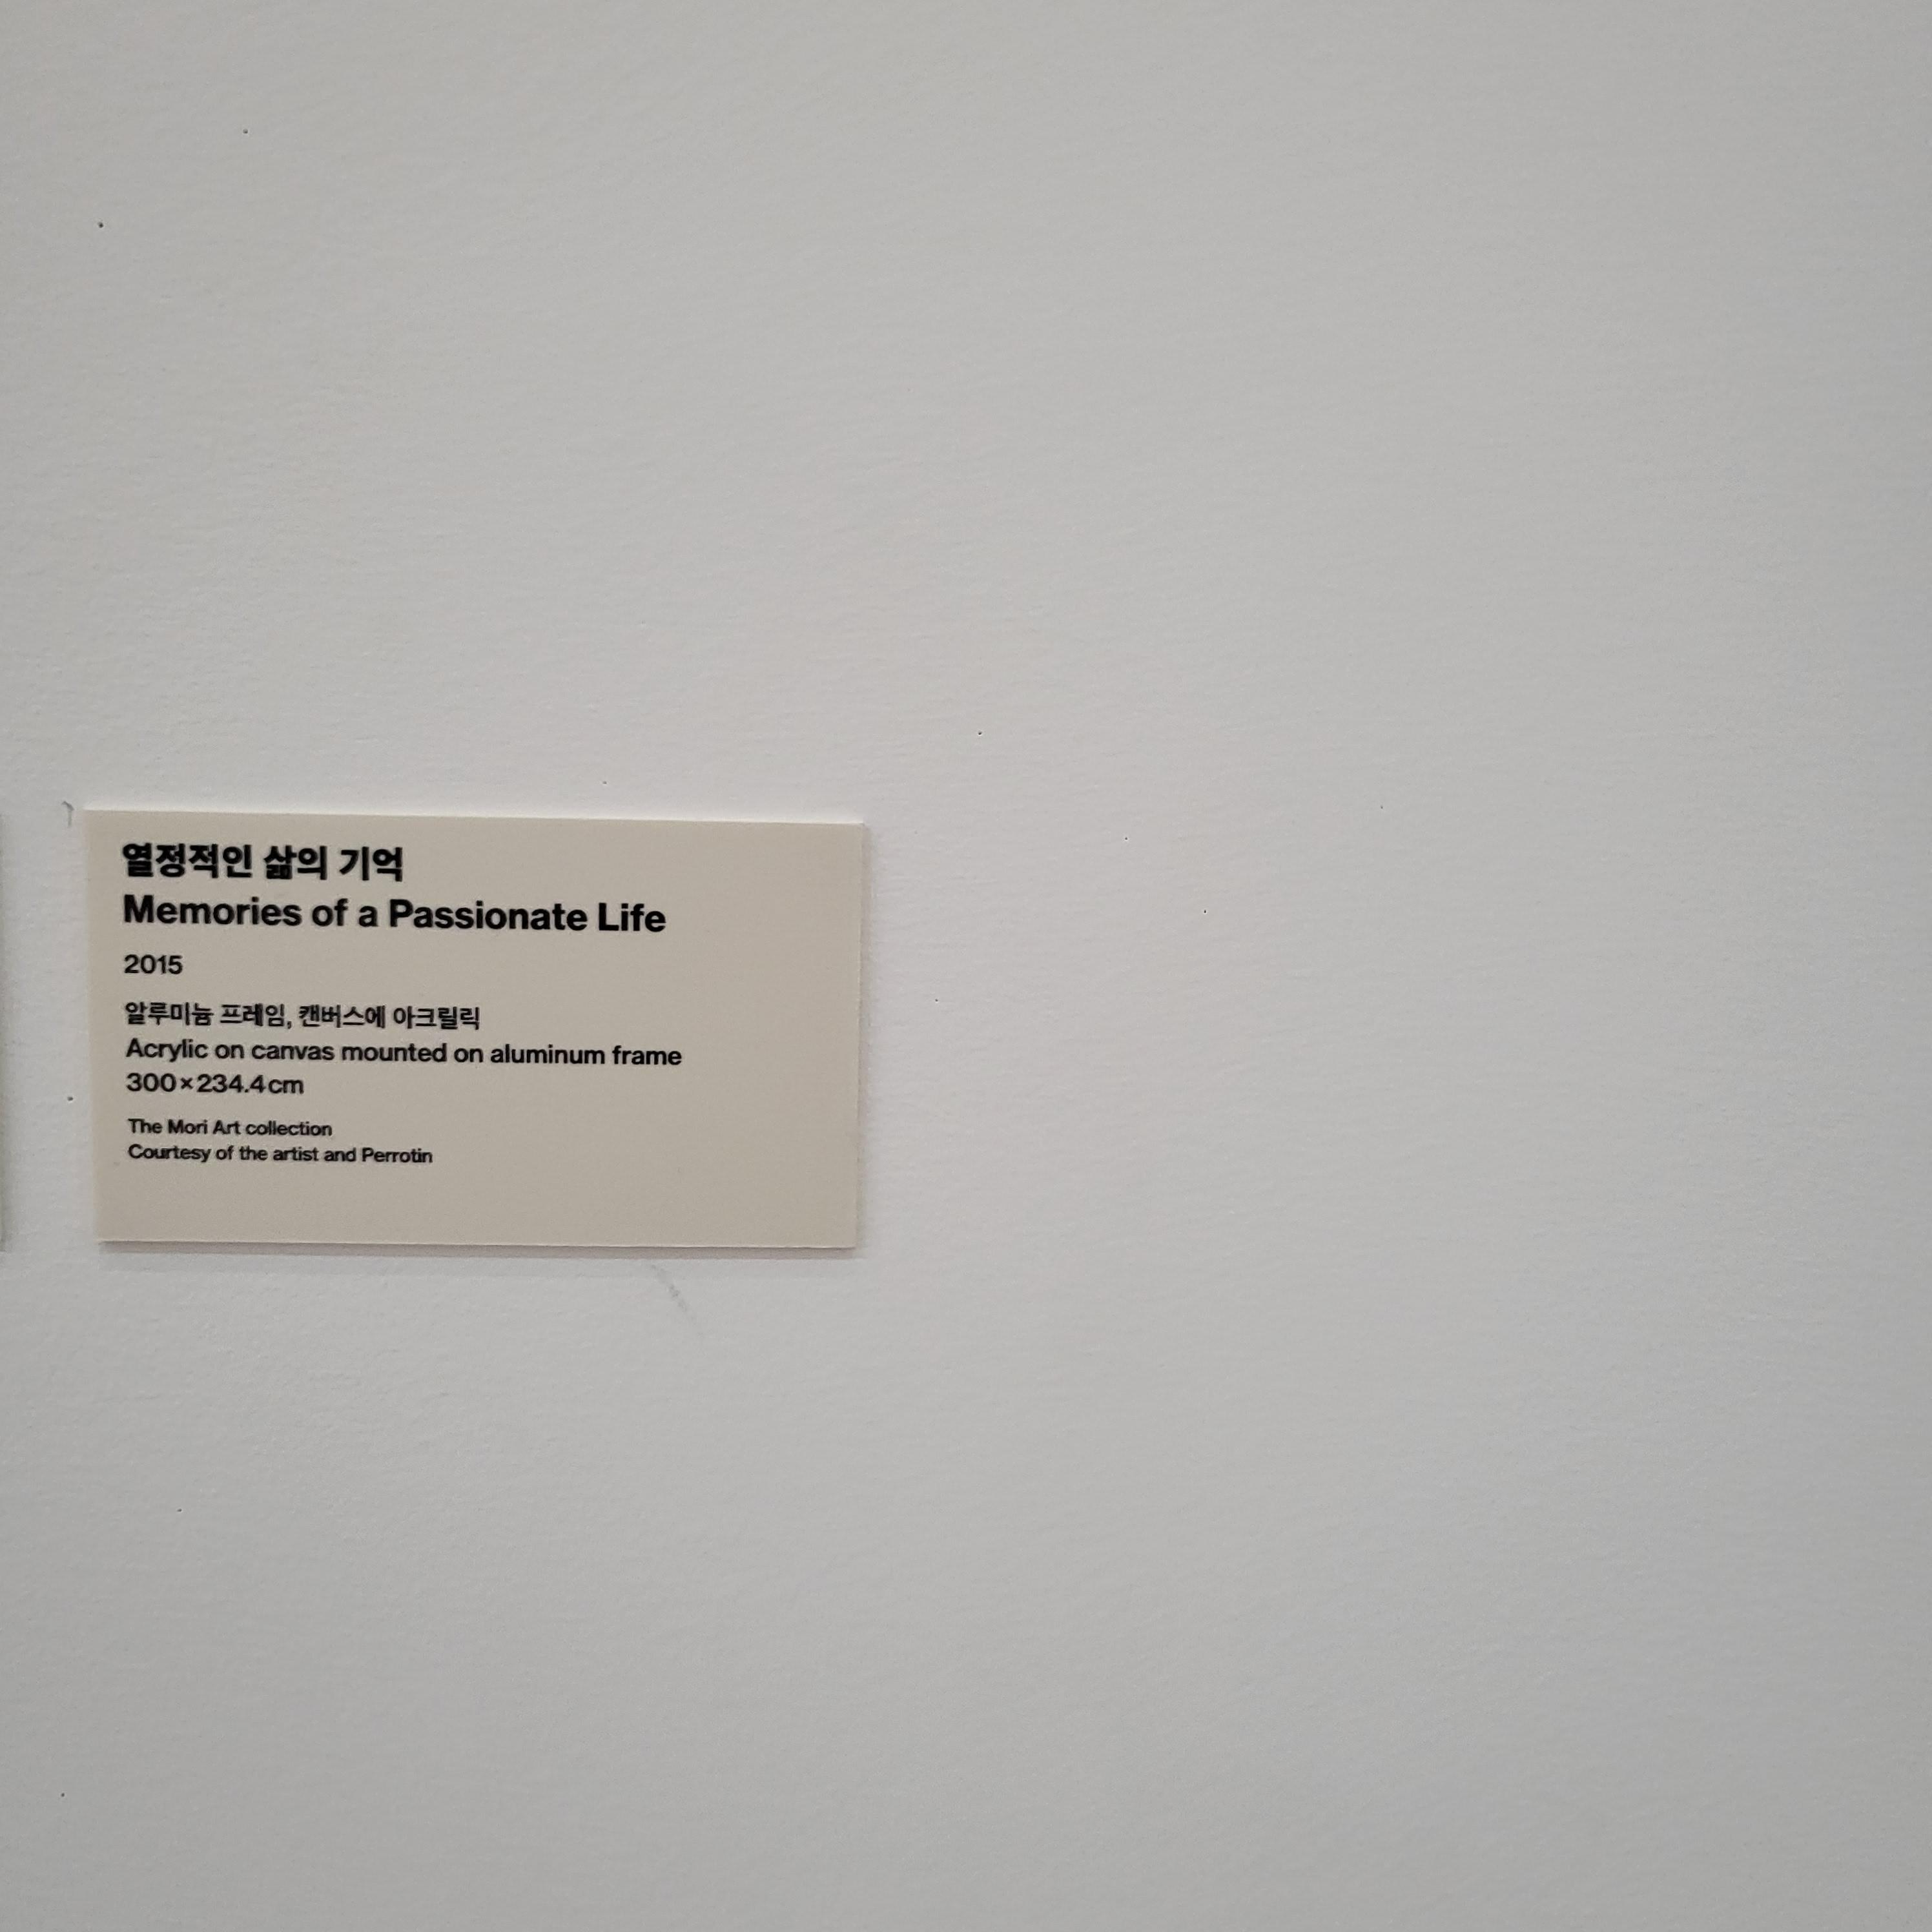 열정적인 삶의 기억
Memories of a Passionate Life
2015
알루미늄 프레임, 캔버스에 아크릴릭
Acrylic on canvas mounted on aluminum frame
300×234.4cm
The Mori Art collection
Courtesy of the artist and Perrotin